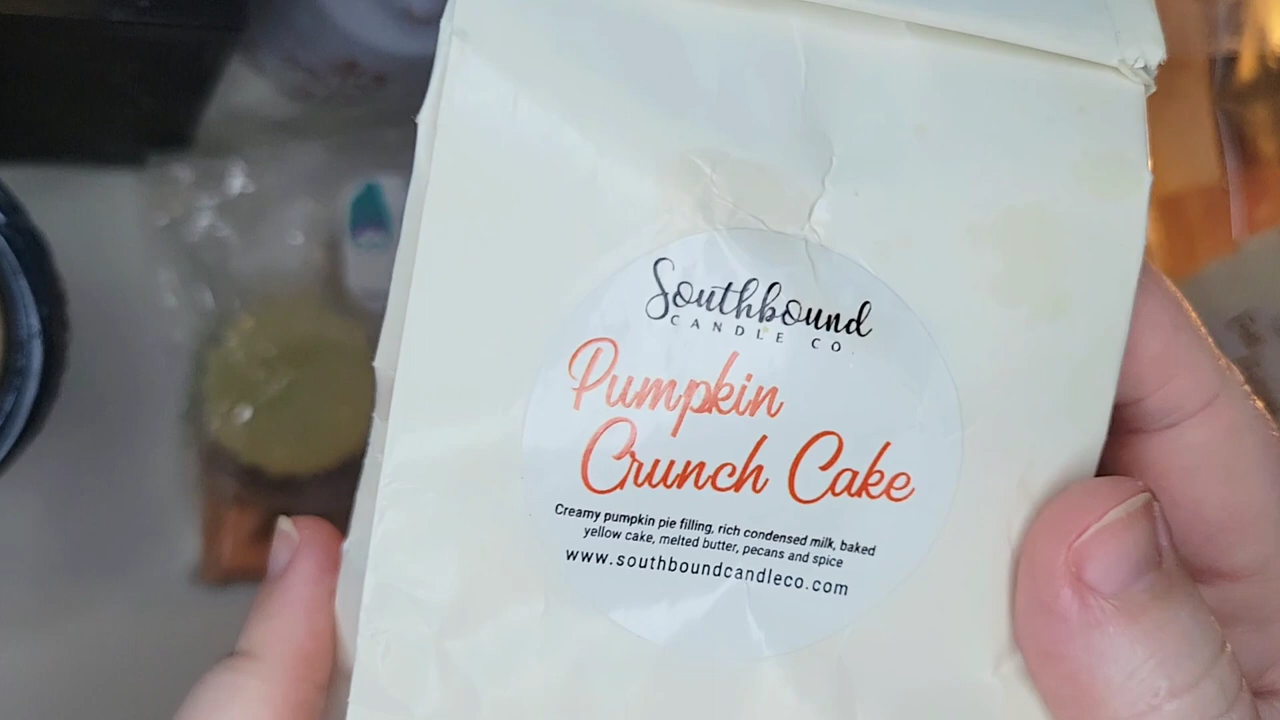 Southbound
CANDLE CO.
Pumpkin
Crunch Cake
Creamy pumpkin pie filling, rich condensed milk, baked
yellow cake, melted butter, pecans and spice
www.southboundcandleco.com